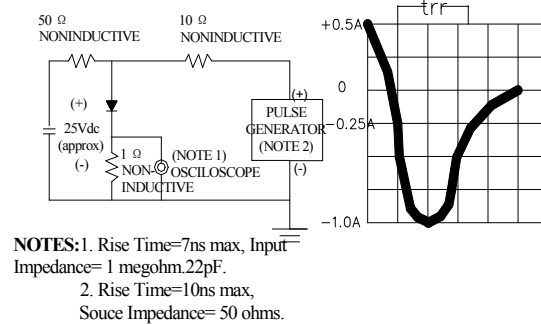 50 Ω
NONINDUCTIVE
10 Ω
NONINDUCTIVE
trr
+0.5A
0
-0.25A
-1.0A
(+)
25Vdc
(approx)
(-)
1 Ω
NON-
INDUCTIVE
(NOTE 1)
OSCILOSCOPE
(+)
PULSE
GENERATOR
(NOTE 2)
(-)
NOTES:1. Rise Time=7ns max, Input
Impedance= 1 megohm.22pF.
2. Rise Time=10ns max,
Souce Impedance= 50 ohms.